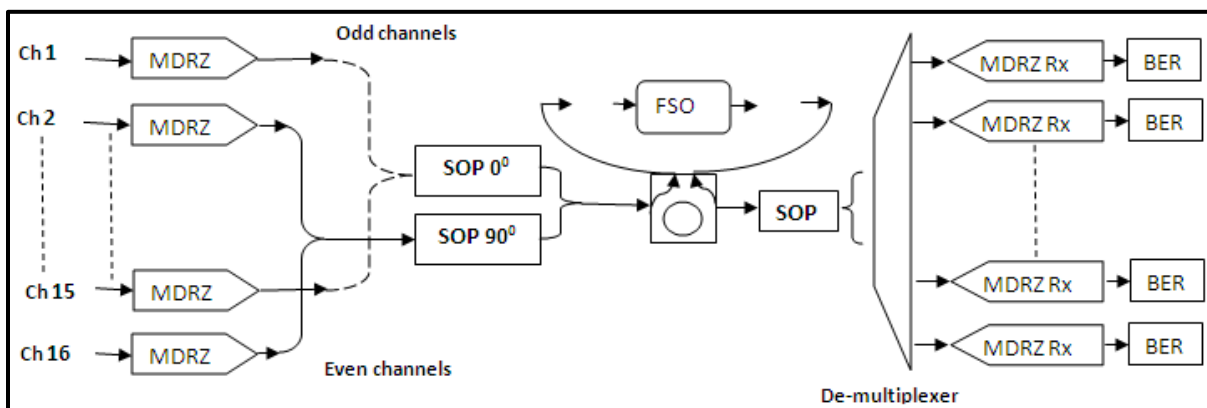 Ch 1
MDRZ
Odd channels
Ch 2
MDRZ
Ch 15
MDRZ
Ch 16
MDRZ
Even channels
SOP 0⁰
SOP 90⁰
FSO
SOP
De-multiplexer
MDRZ Rx
BER
MDRZ Rx
BER
MDRZ Rx
BER
MDRZ Rx
BER